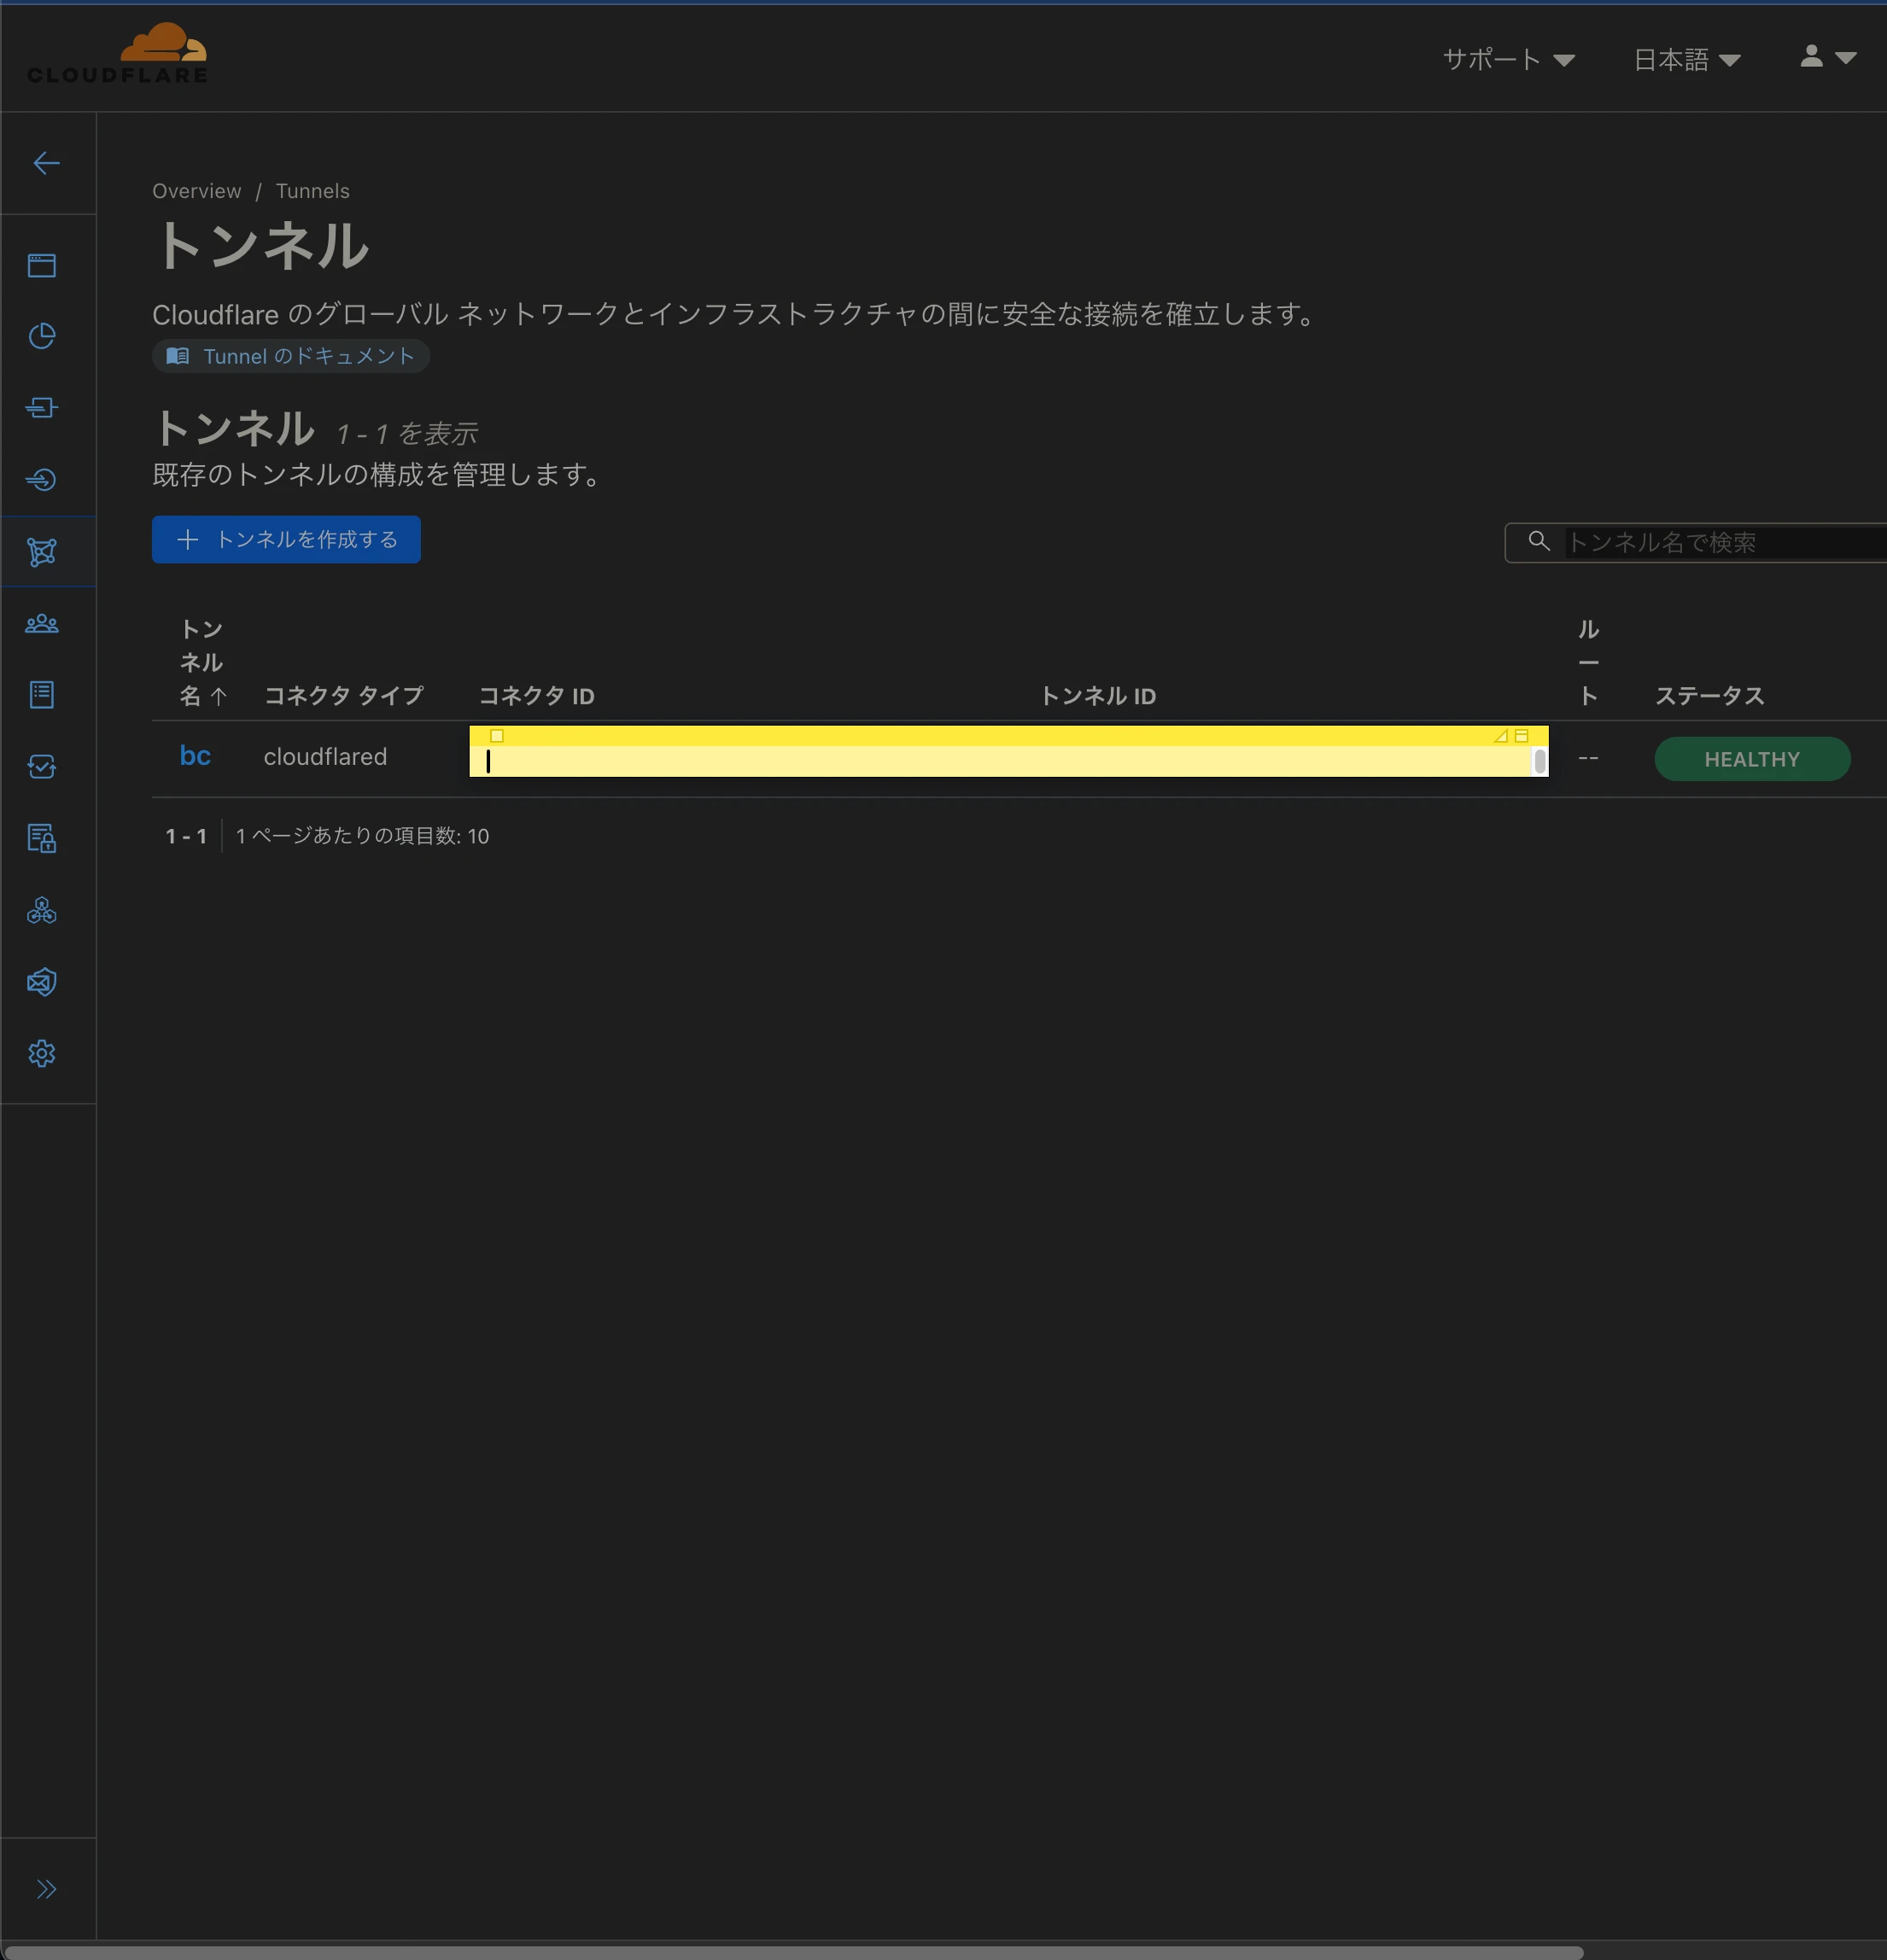 CLOUDFLARE
サポート
日本語
Overview / Tunnels
トンネル
Cloudflare のグローバル ネットワークとインフラストラクチャの間に安全な接続を確立します。
Tunnel のドキュメント
トンネル 1 - 1 を表示
既存のトンネルの構成を管理します。
トンネルを作成する
トンネル名で検索
トン
ネル
名 コネクタ タイプ コネクタ ID トンネル ID ルート ステータス
bc cloudflared -- HEALTHY
1 - 1 1 ページあたりの項目数: 10